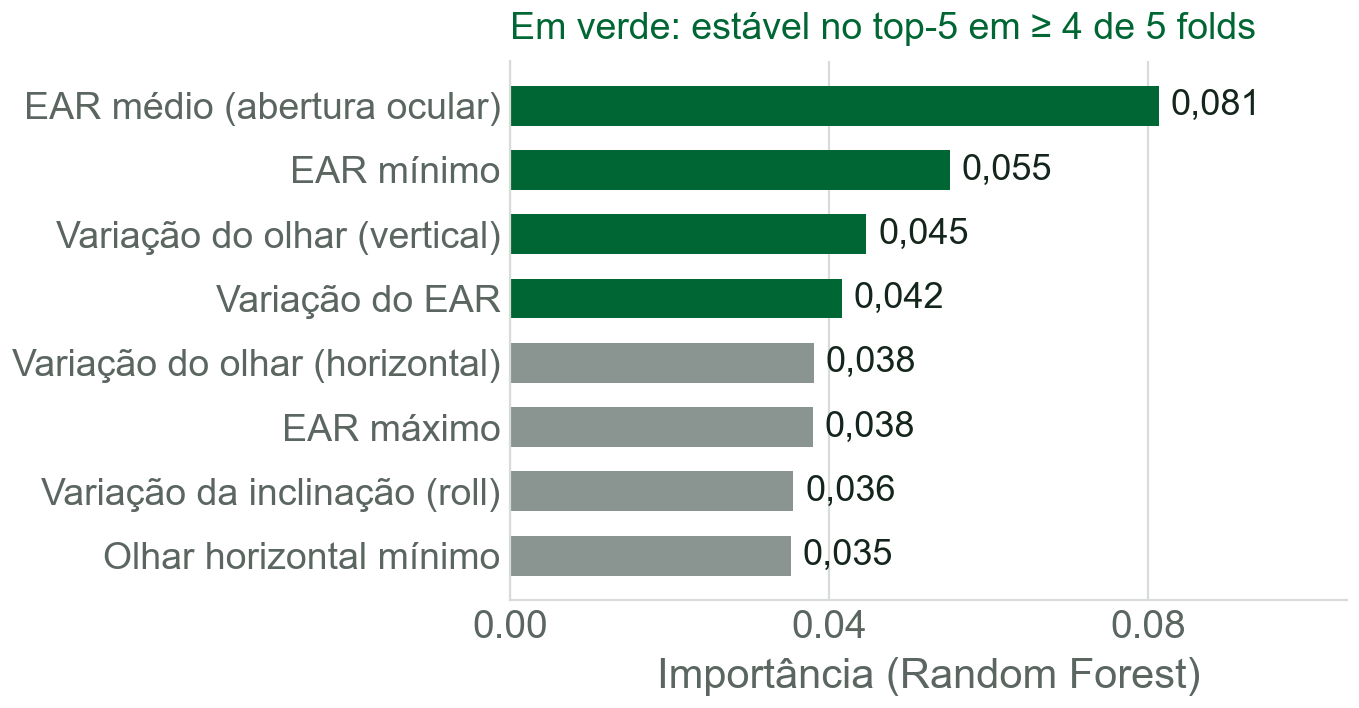 Em verde: estável no top-5 em ≥ 4 de 5 folds
EAR médio (abertura ocular) 0,081
EAR mínimo 0,055
Variação do olhar (vertical) 0,045
Variação do EAR 0,042
Variação do olhar (horizontal) 0,038
EAR máximo 0,038
Variação da inclinação (roll) 0,036
Olhar horizontal mínimo 0,035
0.00 0.04 0.08
Importância (Random Forest)